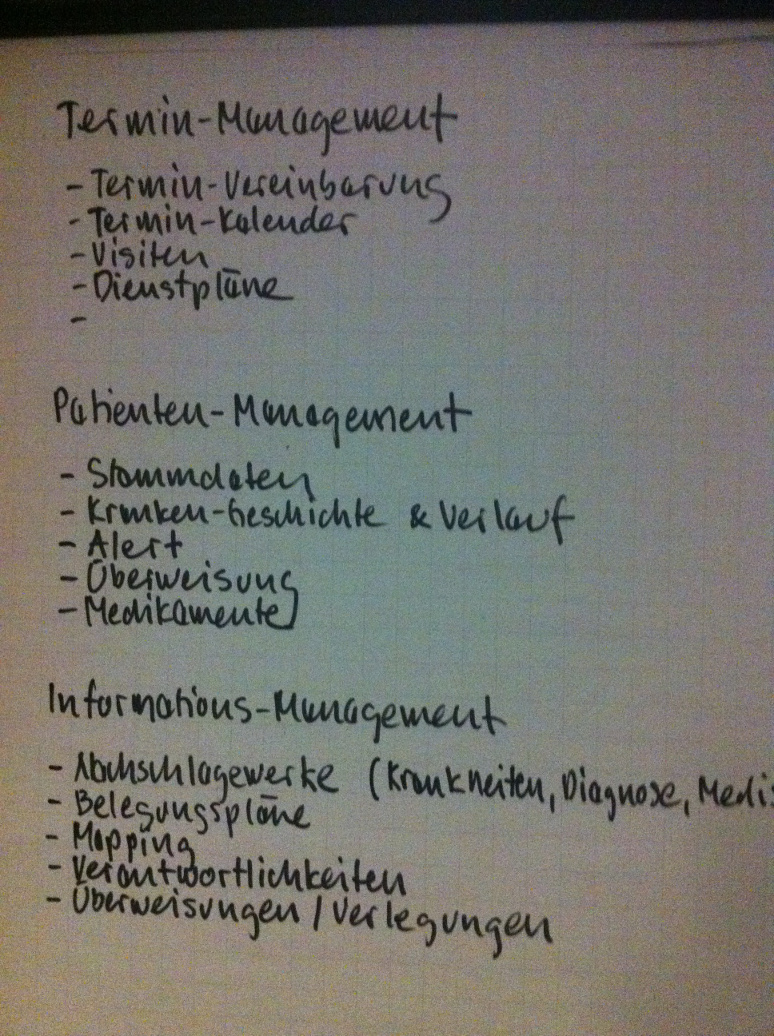 Termin-Management
- Termin-Vereinbarung
- Termin-Kalender
- Visiten
- Dienstpläne
-
Patienten-Management
- Stammdaten
- Kranken-Geschichte & Verlauf
- Alert
- Überweisung
- Medikamente
Informations-Management
- Nachschlagewerke (Krankheiten, Diagnose, Medi
- Belegungspläne
- Mapping
- Verantwortlichkeiten
- Überweisungen / Verlegungen